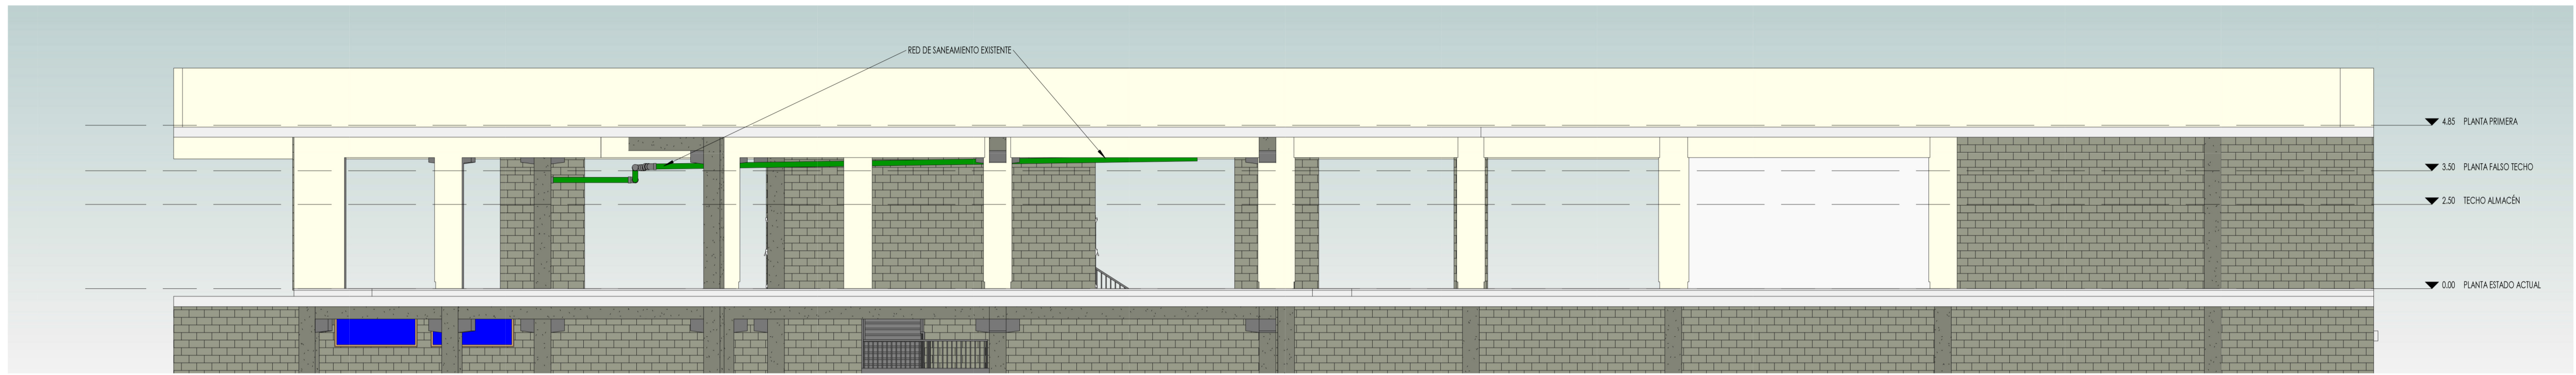 RED DE SANEAMIENTO EXISTENTE
4.85 PLANTA PRIMERA
3.50 PLANTA FALSO TECHO
2.50 TECHO ALMACÉN
0.00 PLANTA ESTADO ACTUAL